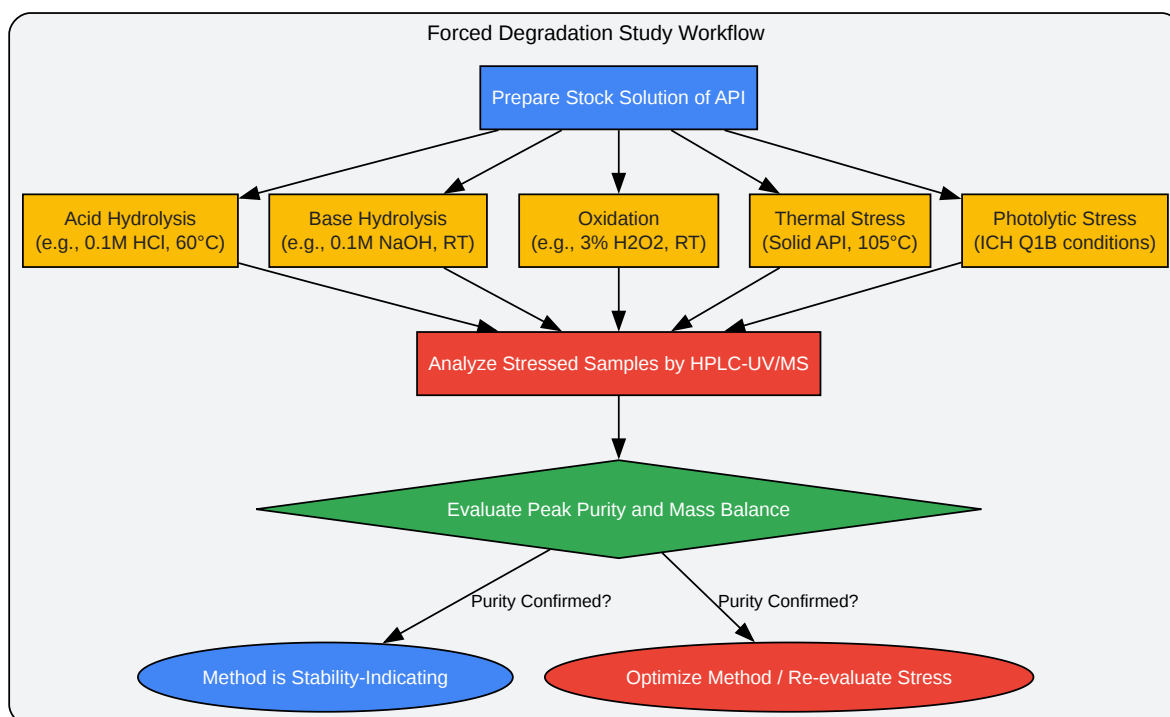 Forced Degradation Study Workflow
Prepare Stock Solution of API
Acid Hydrolysis
(e.g., 0.1M HCl, 60°C)
Base Hydrolysis
(e.g., 0.1M NaOH, RT)
Oxidation
(e.g., 3% H2O2, RT)
Thermal Stress
(Solid API, 105°C)
Photolytic Stress
(ICH Q1B conditions)
Analyze Stressed Samples by HPLC-UV/MS
Evaluate Peak Purity and Mass Balance
Purity Confirmed?
Purity Confirmed?
Method is Stability-Indicating
Optimize Method / Re-evaluate Stress